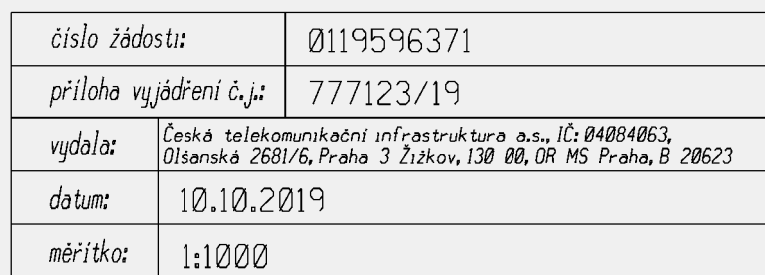 číslo žádosti: 0119596371
příloha vyjádření č.j.: 777123/19
vydala: Česká telekomunikační infrastruktura a.s., IČ: 04084063,
Olšanská 2681/6, Praha 3 Žižkov, 130 00, OR MS Praha, B 20623
datum: 10.10.2019
měřítko: 1:1000